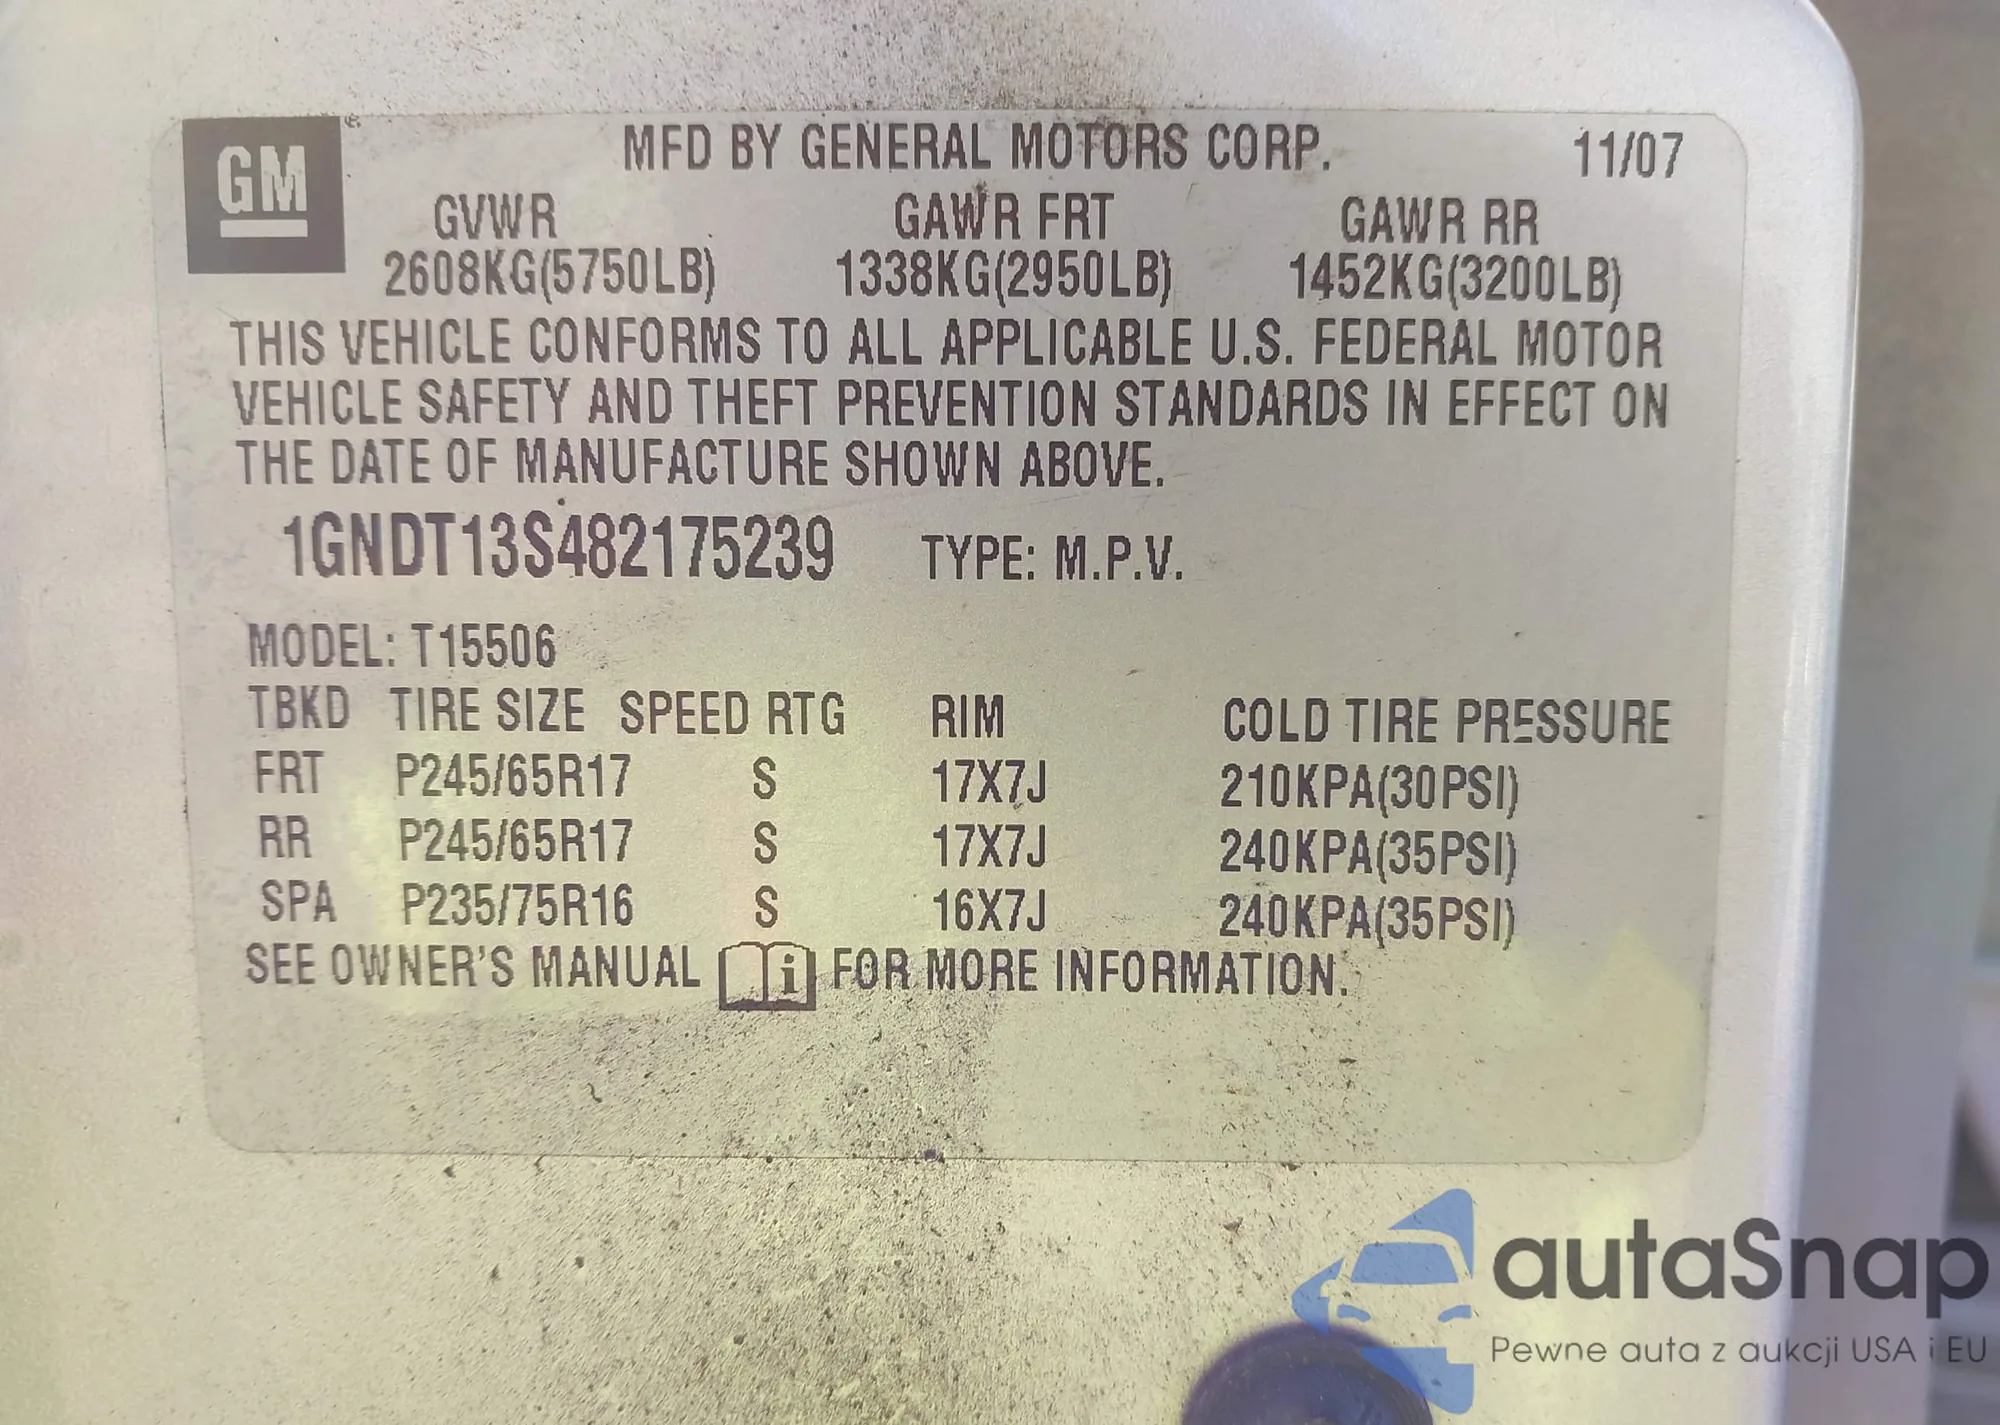 GM
MFD BY GENERAL MOTORS CORP. 11/07
GVWR GAWR FRT GAWR RR
2608KG(5750LB) 1338KG(2950LB) 1452KG(3200LB)
THIS VEHICLE CONFORMS TO ALL APPLICABLE U.S. FEDERAL MOTOR
VEHICLE SAFETY AND THEFT PREVENTION STANDARDS IN EFFECT ON
THE DATE OF MANUFACTURE SHOWN ABOVE.
1GNDT13S482175239 TYPE: M.P.V.
MODEL: T15506
TBKD TIRE SIZE SPEED RTG RIM COLD TIRE PRESSURE
FRT P245/65R17 S 17X7J 210KPA(30PSI)
RR P245/65R17 S 17X7J 240KPA(35PSI)
SPA P235/75R16 S 16X7J 240KPA(35PSI)
SEE OWNER'S MANUAL i FOR MORE INFORMATION.
autaSnap
Pewne auta z aukcji USA i EU